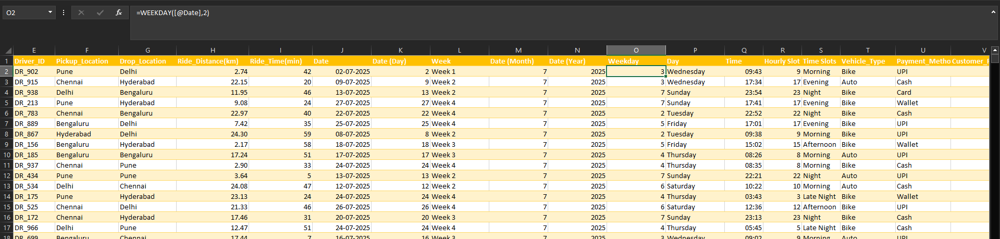 O2 fx =WEEKDAY([@Date],2)
E F G H I J K L M N O P Q R S T U V
1 Driver_ID Pickup_Location Drop_Location Ride_Distance(km) Ride_Time(min) Date Date (Day) Week Date (Month) Date (Year) Weekday Day Time Hourly Slot Time Slots Vehicle_Type Payment_Metho Customer_F
2 DR_902 Pune Delhi 2.74 42 02-07-2025 2 Week 1 7 2025 3 Wednesday 09:43 9 Morning Bike UPI
3 DR_915 Chennai Hyderabad 22.15 20 09-07-2025 9 Week 2 7 2025 3 Wednesday 17:34 17 Evening Auto Cash
4 DR_938 Delhi Bengaluru 11.95 46 13-07-2025 13 Week 2 7 2025 7 Sunday 23:54 23 Night Bike Card
5 DR_213 Pune Hyderabad 9.08 24 27-07-2025 27 Week 4 7 2025 7 Sunday 17:41 17 Evening Bike Wallet
6 DR_783 Chennai Bengaluru 22.97 40 22-07-2025 22 Week 4 7 2025 2 Tuesday 22:52 22 Night Bike Cash
7 DR_889 Bengaluru Delhi 7.42 35 25-07-2025 25 Week 4 7 2025 5 Friday 17:01 17 Evening Bike UPI
8 DR_867 Hyderabad Delhi 24.30 59 08-07-2025 8 Week 2 7 2025 2 Tuesday 09:38 9 Morning Bike UPI
9 DR_156 Bengaluru Hyderabad 2.17 58 18-07-2025 18 Week 3 7 2025 5 Friday 15:02 15 Afternoon Bike Wallet
10 DR_185 Bengaluru Bengaluru 17.24 51 17-07-2025 17 Week 3 7 2025 4 Thursday 08:26 8 Morning Auto UPI
11 DR_937 Chennai Pune 2.90 33 24-07-2025 24 Week 4 7 2025 4 Thursday 08:35 8 Morning Bike Cash
12 DR_434 Pune Pune 3.64 5 13-07-2025 13 Week 2 7 2025 7 Sunday 22:21 22 Night Auto UPI
13 DR_534 Delhi Chennai 24.08 47 12-07-2025 12 Week 2 7 2025 6 Saturday 10:22 10 Morning Auto Cash
14 DR_175 Pune Hyderabad 23.13 24 24-07-2025 24 Week 4 7 2025 4 Thursday 03:43 3 Late Night Bike Wallet
15 DR_525 Chennai Delhi 21.33 46 26-07-2025 26 Week 4 7 2025 6 Saturday 12:36 12 Afternoon Bike UPI
16 DR_172 Chennai Hyderabad 17.46 31 20-07-2025 20 Week 3 7 2025 7 Sunday 23:13 23 Night Bike Cash
17 DR_966 Delhi Pune 12.47 51 24-07-2025 24 Week 4 7 2025 4 Thursday 05:45 5 Late Night Bike Cash
18 DR_699 Bengaluru Chennai 17.44 7 16-07-2025 16 Week 3 7 2025 3 Wednesday 09:02 9 Morning Auto UPI